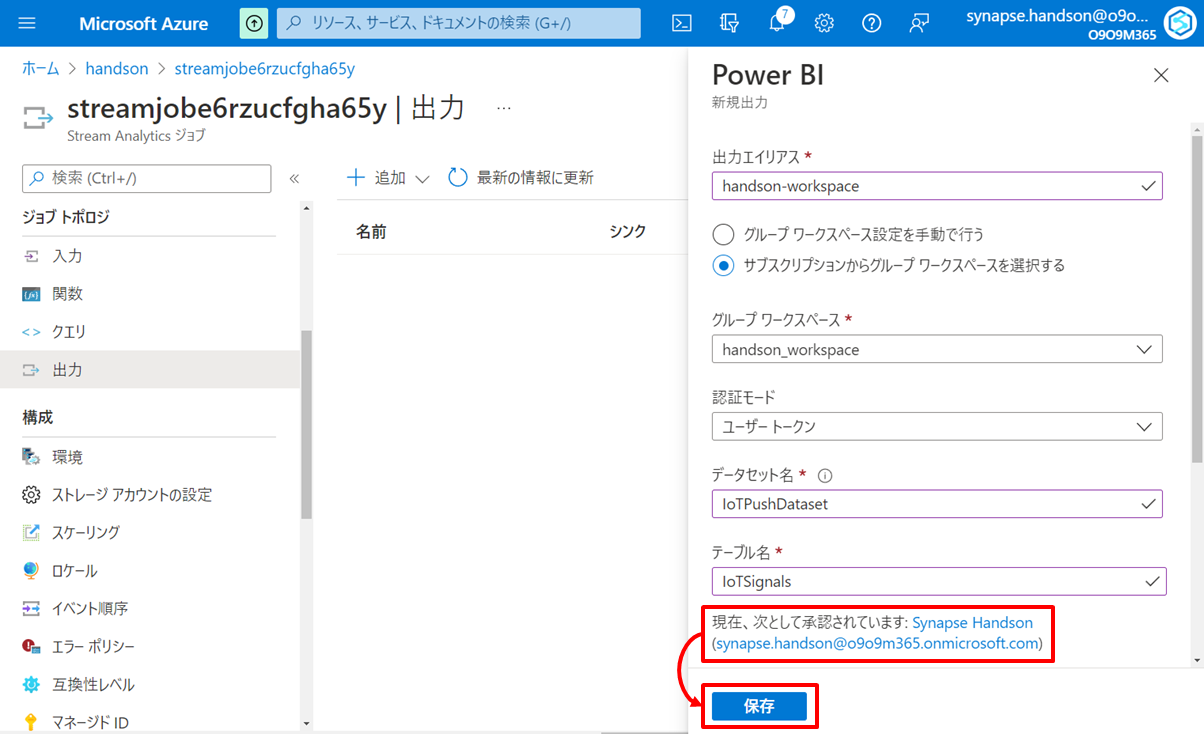 Microsoft Azure
リソース、サービス、ドキュメントの検索 (G+/)
7
synapse.handson@o9o...
O9O9M365
ホーム > handson > streamjobe6rzucfgha65y
streamjobe6rzucfgha65y | 出力 ...
Stream Analytics ジョブ
検索 (Ctrl+/)
«
ジョブ トポロジ
入力
関数
クエリ
出力
構成
環境
ストレージ アカウントの設定
スケーリング
ロケール
イベント順序
エラー ポリシー
互換性レベル
マネージド ID
追加
最新の情報に更新
名前 シンク
Power BI
新規出力
出力エイリアス *
handson-workspace
グループ ワークスペース設定を手動で行う
サブスクリプションからグループ ワークスペースを選択する
グループ ワークスペース *
handson_workspace
認証モード
ユーザー トークン
データセット名 *
IoTPushDataset
テーブル名 *
IoTSignals
現在、次として承認されています: Synapse Handson
(synapse.handson@o9o9m365.onmicrosoft.com)
保存